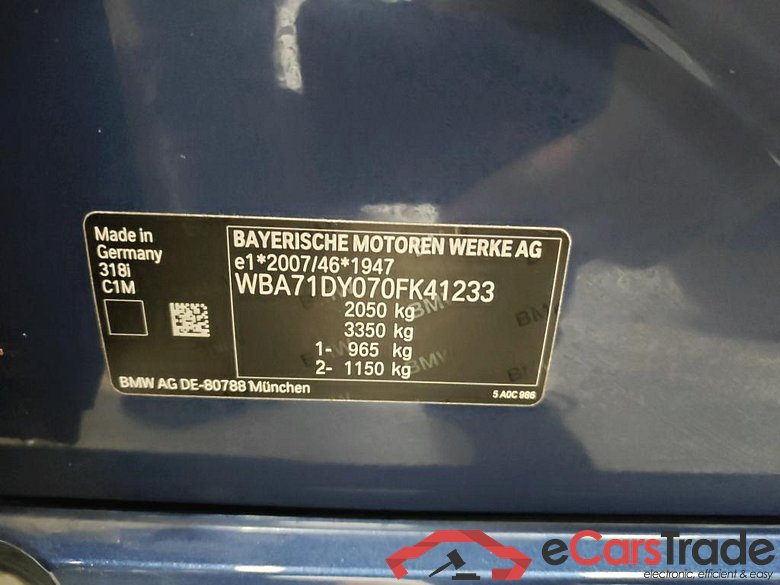 Made in
Germany
318i
C1M
BAYERISCHE MOTOREN WERKE AG
e1*2007/46*1947
WBA71DY070FK41233
2050 kg
3350 kg
1- 965 kg
2- 1150 kg
BMW AG DE-80788 München
5 A0C 986
eCarsTrade
electronic, efficient & easy